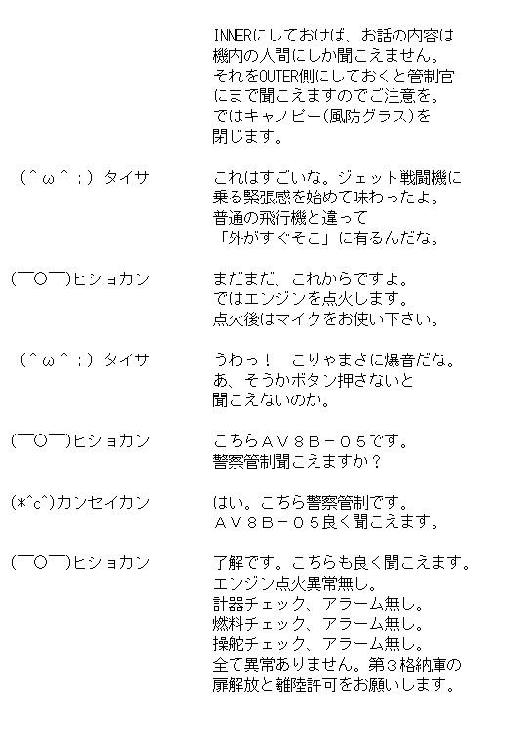 INNERにしておけば、お話の内容は
機内の人間にしか聞こえません。
それをOUTER側にしておくと管制官
にまで聞こえますのでご注意を。
ではキャノピー(風防グラス)を
閉じます。
(＾ω＾；) タイサ これはすごいな。ジェット戦闘機に
乗る緊張感を始めて味わったよ。
普通の飛行機と違って
「外がすぐそこ」に有るんだな。
(￣○￣)ヒショカン まだまだ、これからですよ。
ではエンジンを点火します。
点火後はマイクをお使い下さい。
(＾ω＾；) タイサ うわっ！　こりゃまさに爆音だな。
あ、そうかボタン押さないと
聞こえないのか。
(￣○￣)ヒショカン こちらＡＶ８Ｂ－０５です。
警察管制聞こえますか？
(*^c^)カンセイカン はい。こちら警察管制です。
ＡＶ８Ｂ－０５良く聞こえます。
(￣○￣)ヒショカン 了解です。こちらも良く聞こえます。
エンジン点火異常無し。
計器チェック、アラーム無し。
燃料チェック、アラーム無し。
操舵チェック、アラーム無し。
全て異常ありません。第３格納庫の
扉解放と離陸許可をお願いします。